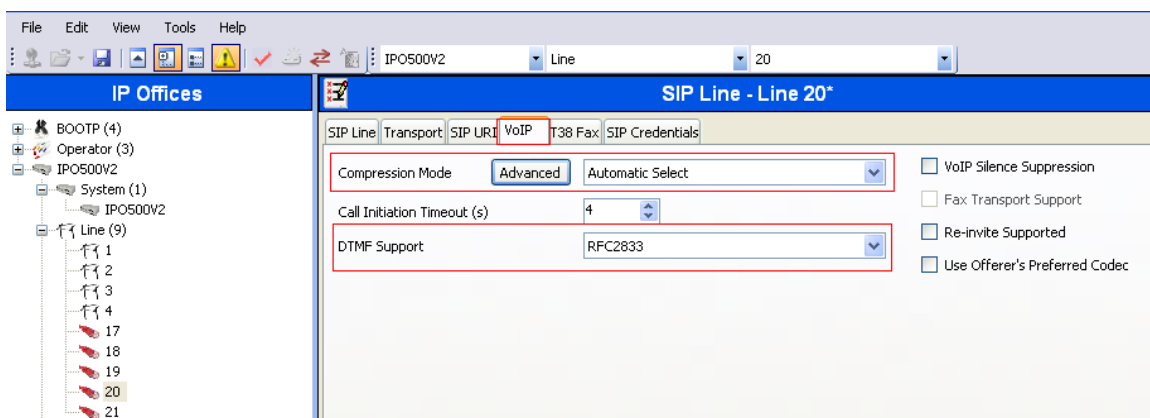 File Edit View Tools Help
IPO500V2 Line 20
IP Offices
BOOTP (4)
Operator (3)
IPO500V2
System (1)
IPO500V2
Line (9)
1
2
3
4
17
18
19
20
21
SIP Line - Line 20*
SIP Line Transport SIP URI VoIP T38 Fax SIP Credentials
Compression Mode Advanced Automatic Select
Call Initiation Timeout (s) 4
DTMF Support RFC2833
VoIP Silence Suppression
Fax Transport Support
Re-invite Supported
Use Offerer's Preferred Codec